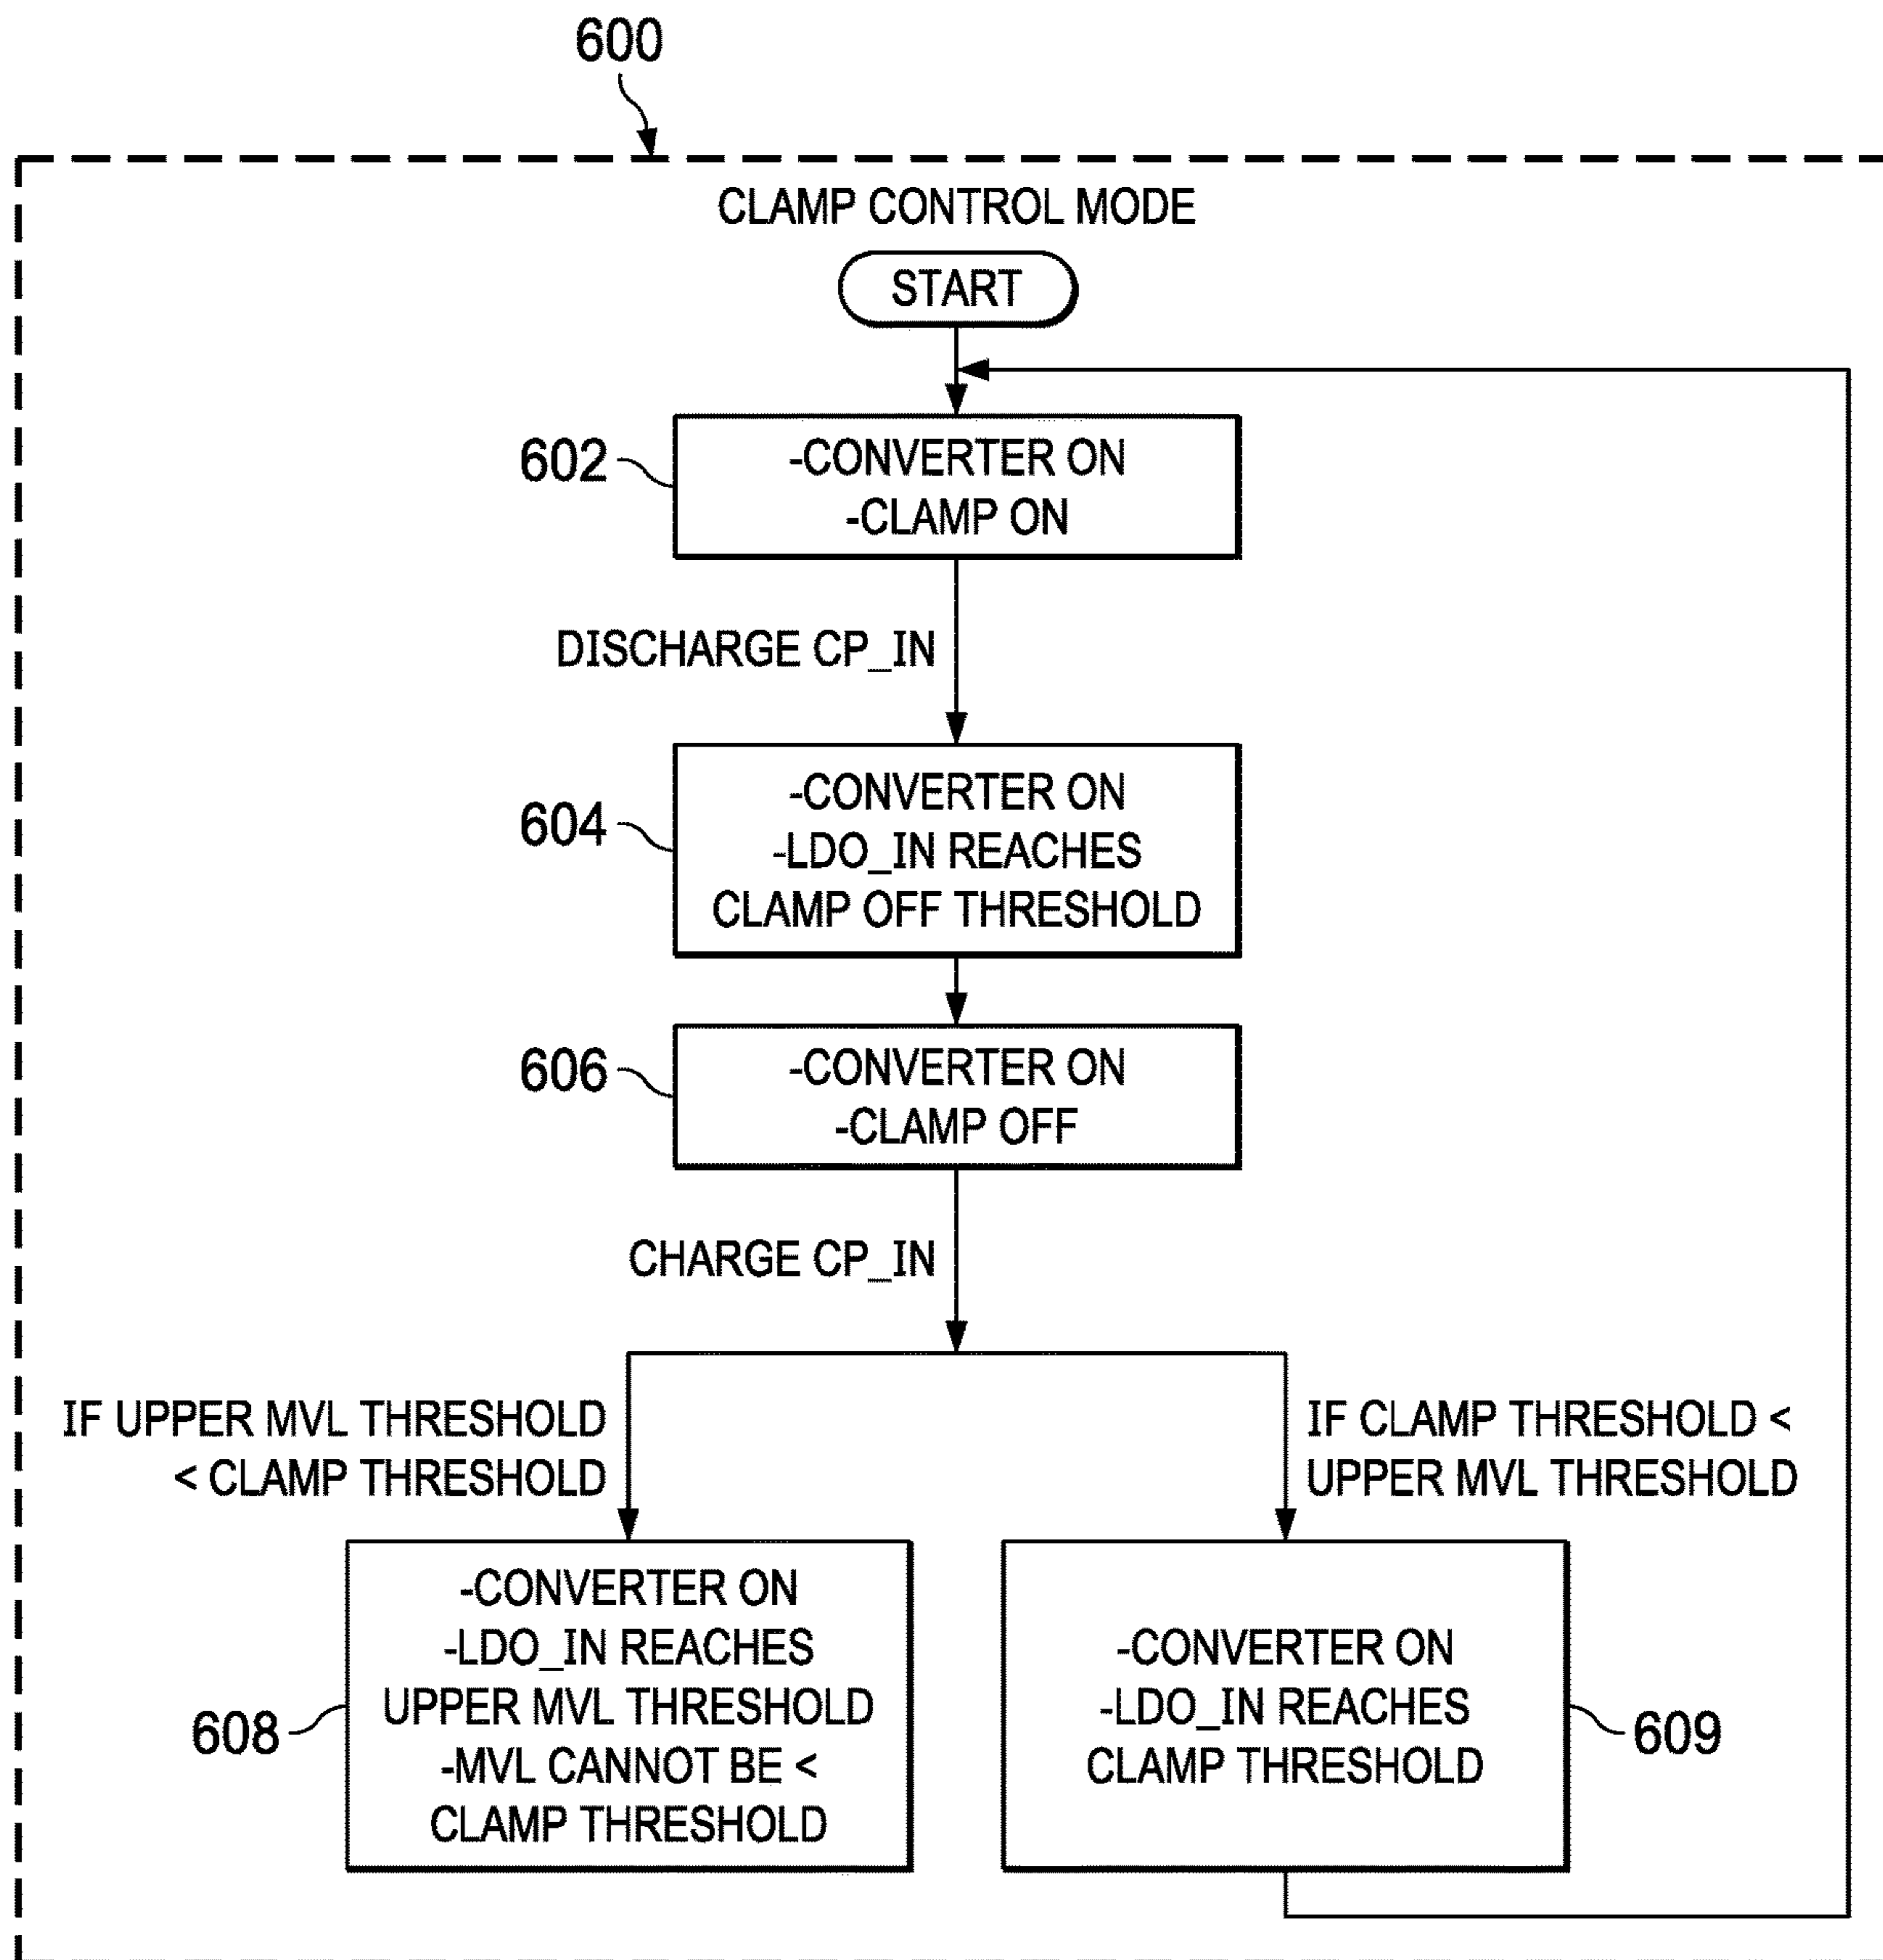 600
CLAMP CONTROL MODE
START
602
-CONVERTER ON
-CLAMP ON
DISCHARGE CP_IN
604
-CONVERTER ON
-LDO_IN REACHES
CLAMP OFF THRESHOLD
606
-CONVERTER ON
-CLAMP OFF
CHARGE CP_IN
IF UPPER MVL THRESHOLD
< CLAMP THRESHOLD
IF CLAMP THRESHOLD <
UPPER MVL THRESHOLD
608
-CONVERTER ON
-LDO_IN REACHES
UPPER MVL THRESHOLD
-MVL CANNOT BE <
CLAMP THRESHOLD
-CONVERTER ON
-LDO_IN REACHES
CLAMP THRESHOLD
609